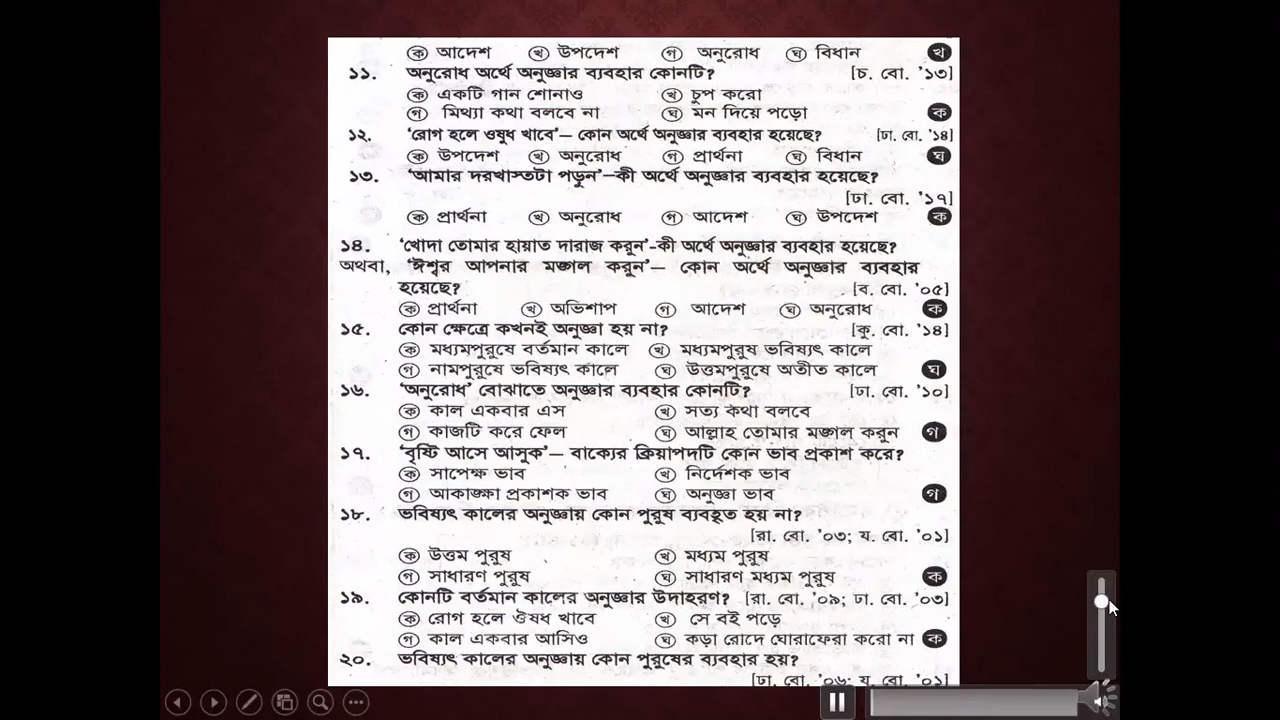 ⓚ আদেশ ⓚ উপদেশ ⓖ অনুরোধ ⓖ বিধান খ
১১. অনুরোধ অর্থে অনুজ্ঞার ব্যবহার কোনটি? [চ. বো. '১৩]
ক একটি গান শোনাও খ চুপ করো
গ মিথ্যা কথা বলবে না ঘ মন দিয়ে পড়ো ক
১২. 'রোগ হলে ওষুধ খাবে'— কোন অর্থে অনুজ্ঞার ব্যবহার হয়েছে? [ঢা. বো. '১৪]
ক উপদেশ খ অনুরোধ গ প্রার্থনা ঘ বিধান ঘ
১৩. 'আমার দরখাস্তটা পড়ুন'—কী অর্থে অনুজ্ঞার ব্যবহার হয়েছে?
[ঢা. বো. '১৭]
ক প্রার্থনা খ অনুরোধ গ আদেশ ঘ উপদেশ ক
১৪. 'খোদা তোমার হায়াত দারাজ করুন'-কী অর্থে অনুজ্ঞার ব্যবহার হয়েছে?
অথবা, 'ঈশ্বর আপনার মঙ্গল করুন'— কোন অর্থে অনুজ্ঞার ব্যবহার
হয়েছে? [ব. বো. '০৫]
ক প্রার্থনা খ অভিশাপ গ আদেশ ঘ অনুরোধ ক
১৫. কোন ক্ষেত্রে কখনই অনুজ্ঞা হয় না? [কু. বো. '১৪]
ক মধ্যমপুরুষে বর্তমান কালে খ মধ্যমপুরুষ ভবিষ্যৎ কালে
গ নামপুরুষে ভবিষ্যৎ কালে ঘ উত্তমপুরুষে অতীত কালে ঘ
১৬. 'অনুরোধ' বোঝাতে অনুজ্ঞার ব্যবহার কোনটি? [ঢা. বো. '১০]
ক কাল একবার এস খ সত্য কথা বলবে
গ কাজটি করে ফেল ঘ আল্লাহ তোমার মঙ্গল করুন গ
১৭. 'বৃষ্টি আসে আসুক'— বাক্যের ক্রিয়াপদটি কোন ভাব প্রকাশ করে?
ক সাপেক্ষ ভাব খ নির্দেশক ভাব
গ আকাঙ্ক্ষা প্রকাশক ভাব ঘ অনুজ্ঞা ভাব গ
১৮. ভবিষ্যৎ কালের অনুজ্ঞায় কোন পুরুষ ব্যবহৃত হয় না?
[রা. বো. '০৩; য. বো. '০১]
ক উত্তম পুরুষ খ মধ্যম পুরুষ
গ সাধারণ পুরুষ ঘ সাধারণ মধ্যম পুরুষ ক
১৯. কোনটি বর্তমান কালের অনুজ্ঞার উদাহরণ? [রা. বো. '০৯; ঢা. বো. '০৩]
ক রোগ হলে ঔষধ খাবে খ সে বই পড়ে
গ কাল একবার আসিও ঘ কড়া রোদে ঘোরাফেরা করো না ক
২০. ভবিষ্যৎ কালের অনুজ্ঞায় কোন পুরুষের ব্যবহার হয়?
[ঢা. বো. '০৬; য. বো. '০১]